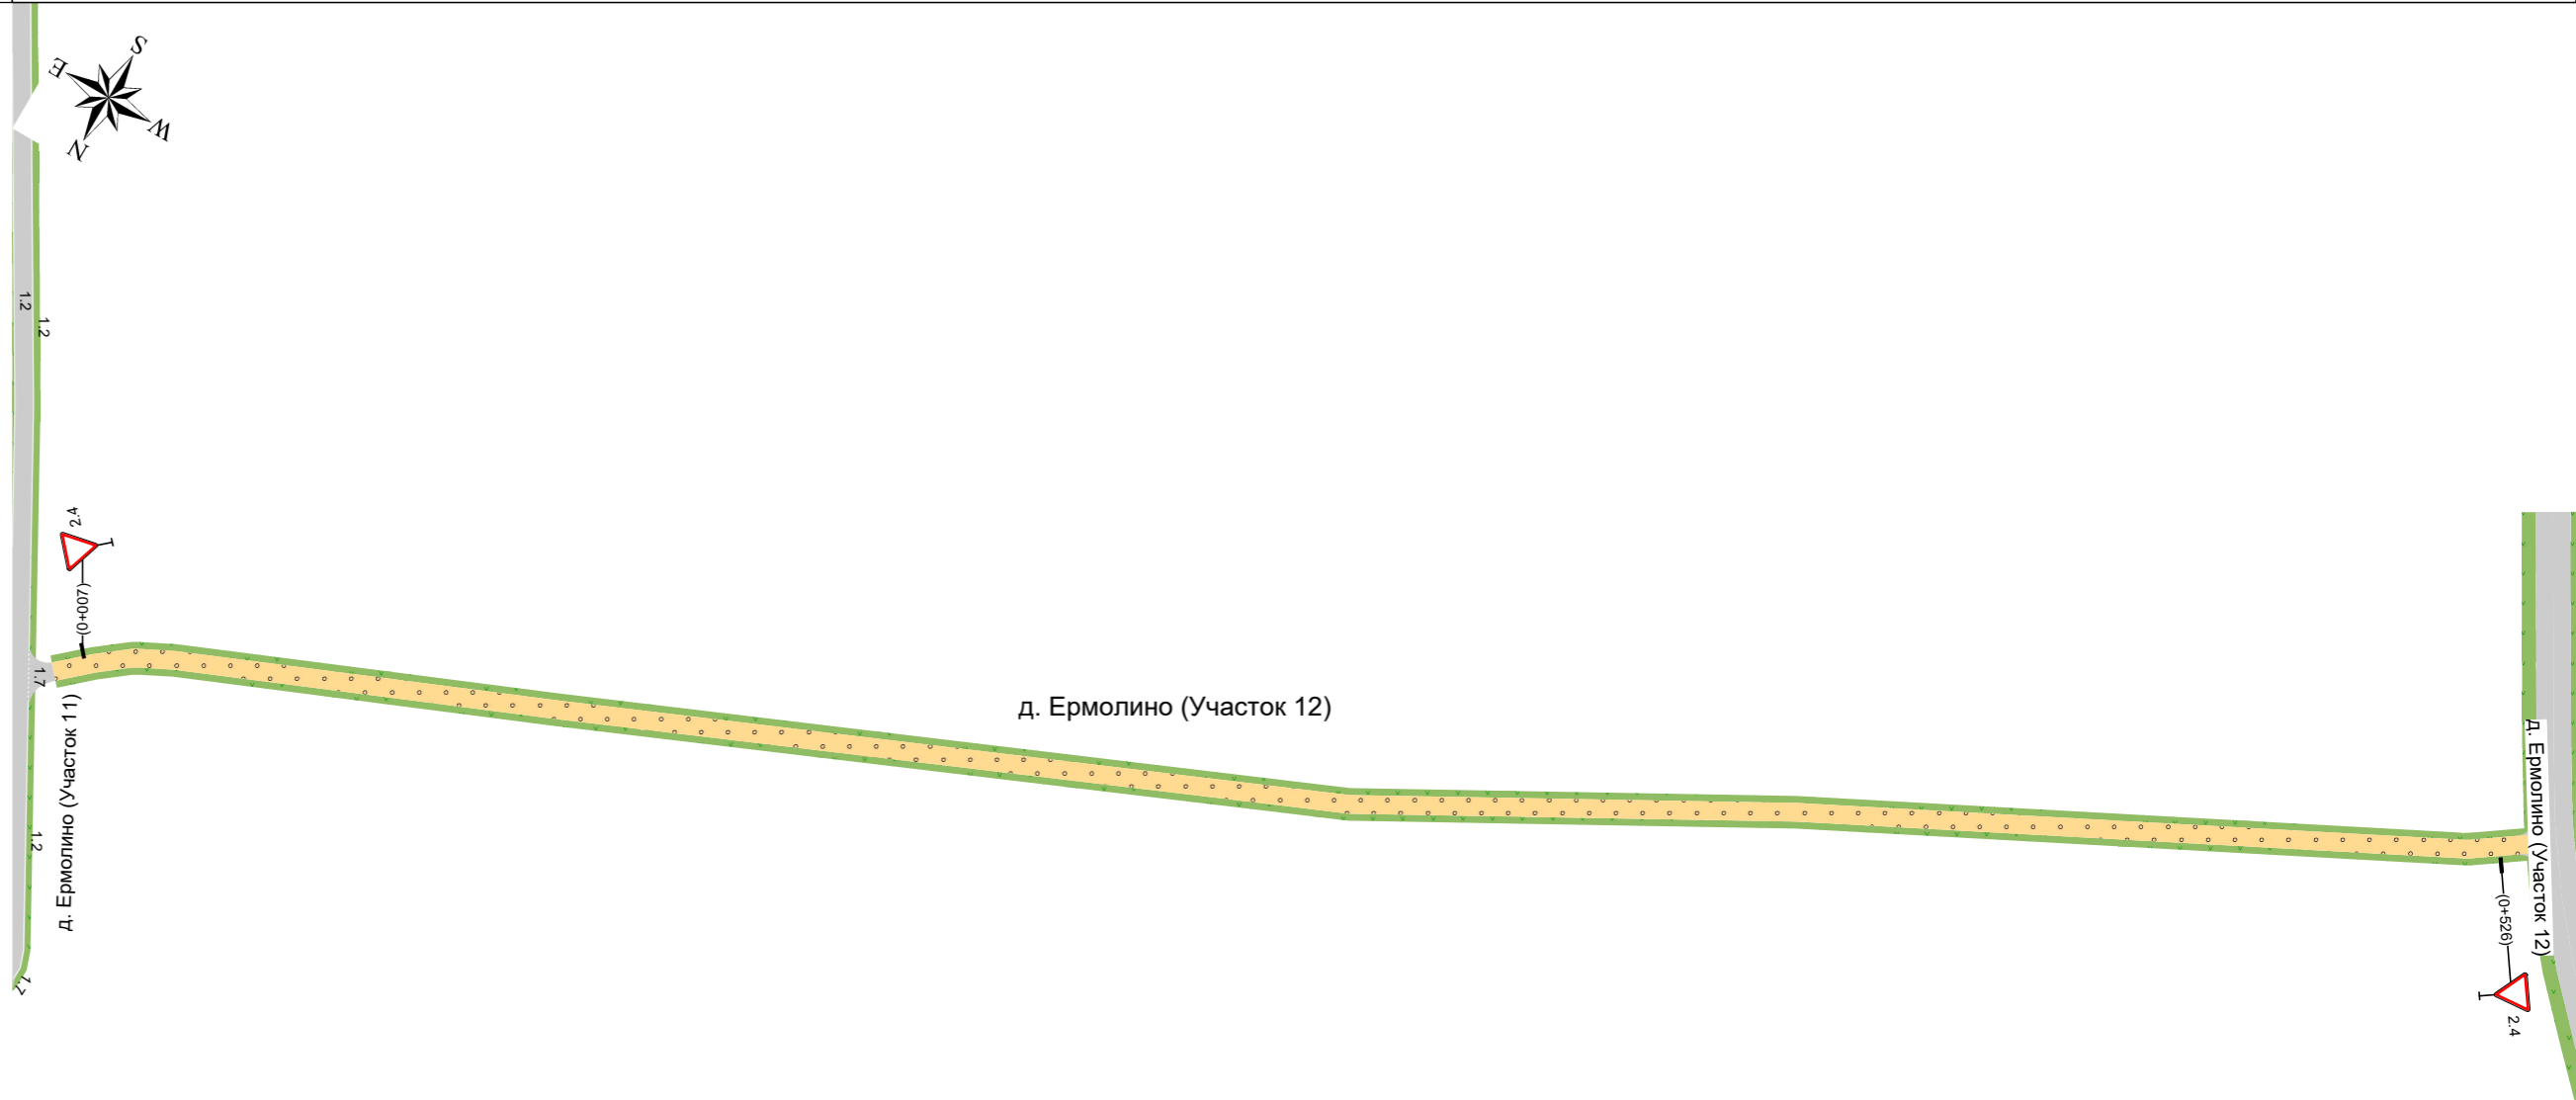 S
E
W
N
1.2
1.2
2.4
(0+007)
1.7
д. Ермолино (Участок 11)
1.2
1.7
д. Ермолино (Участок 12)
д. Ермолино (Участок 12)
(0+526)
2.4